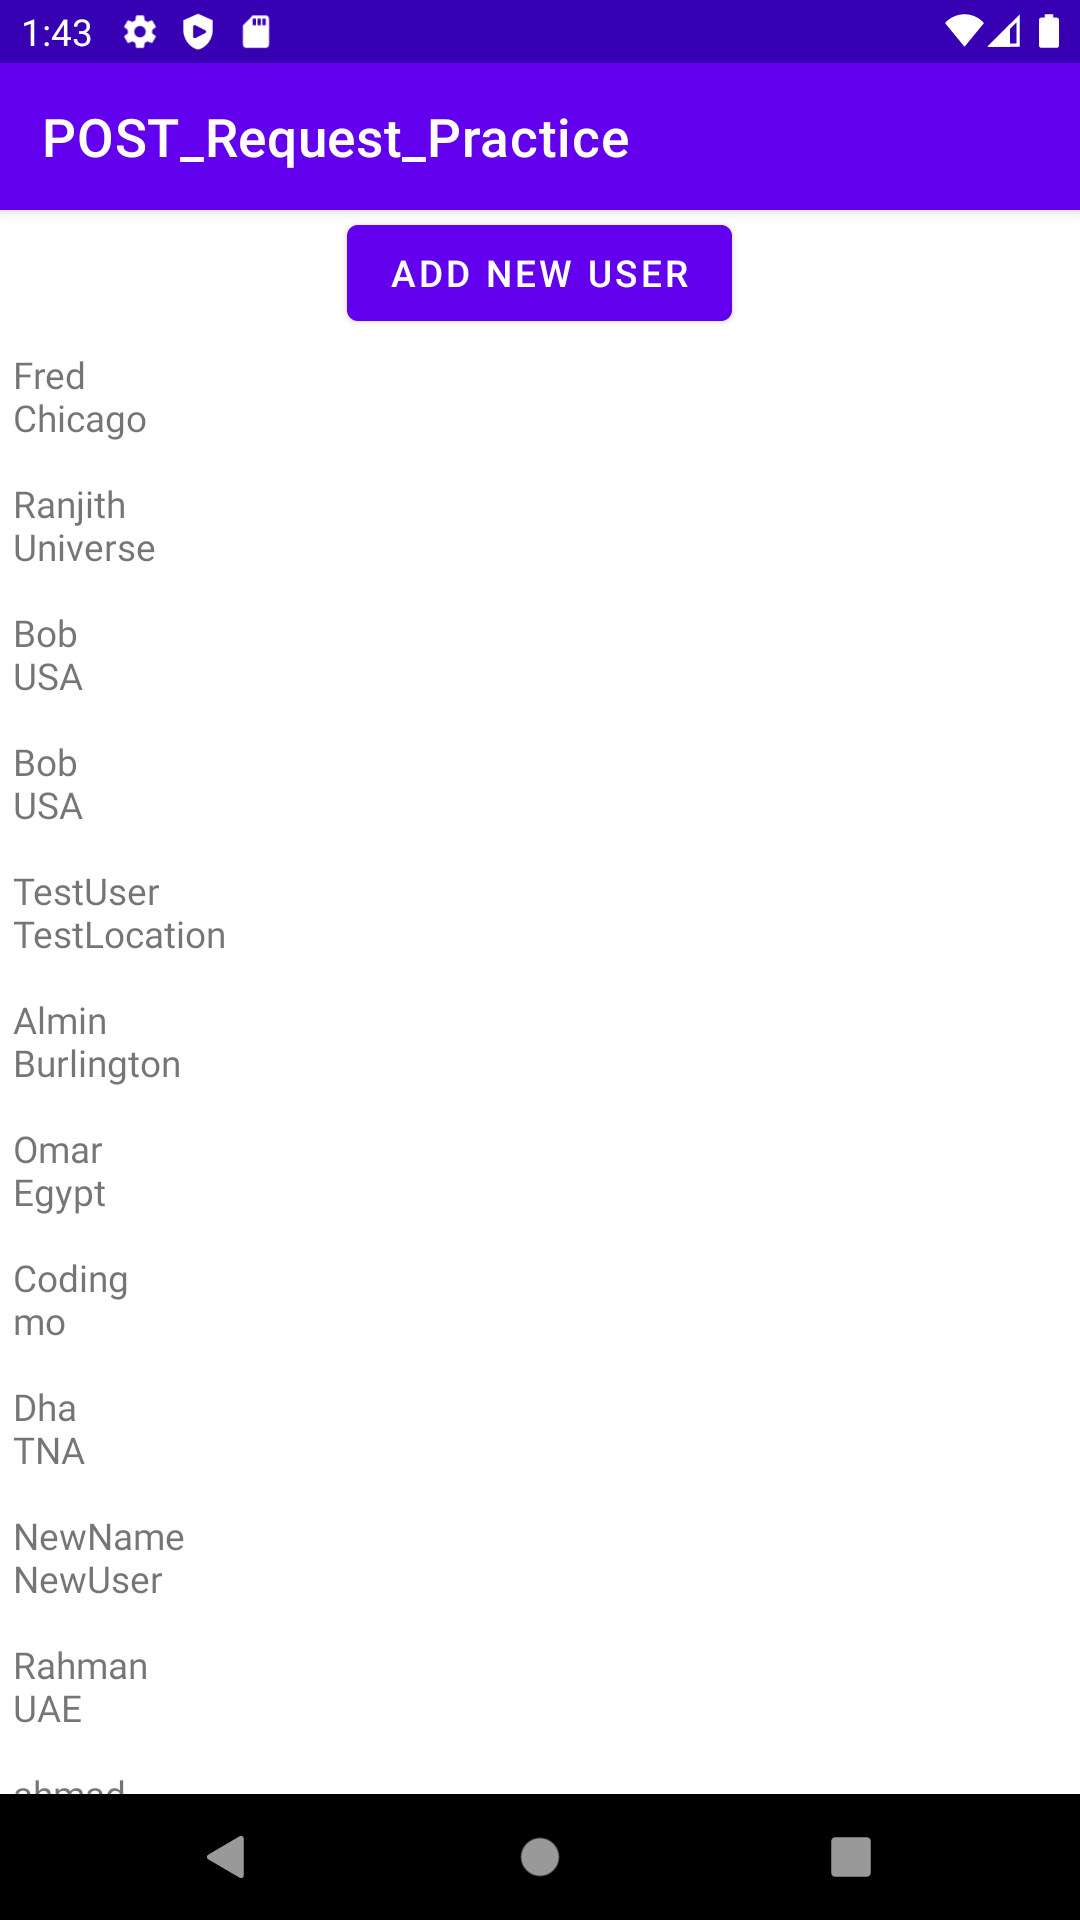 1:43
POST_Request_Practice
ADD NEW USER
Fred
Chicago
Ranjith
Universe
Bob
USA
Bob
USA
TestUser
TestLocation
Almin
Burlington
Omar
Egypt
Coding
mo
Dha
TNA
NewName
NewUser
Rahman
UAE
ahmad